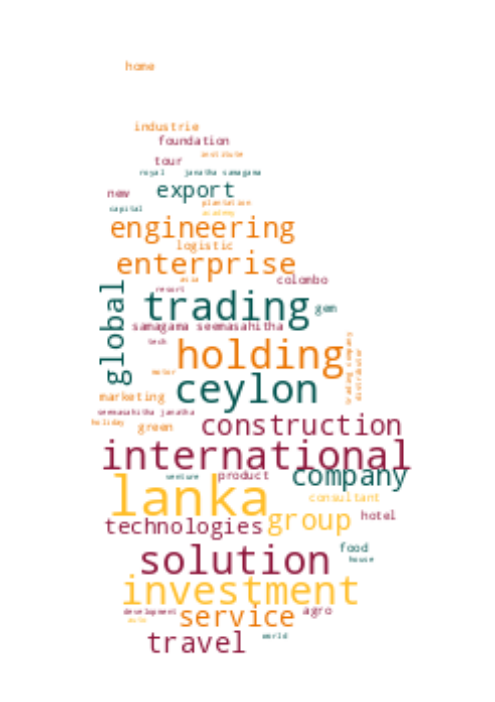 home
industrie
foundation
institute
tour
royal janatha samagama
new export
plantation
capital
academy
engineering
logistic
enterprise
asia
colombo
resort
global
trading
gem
samagama seemasahitha
tech
holding
trading company
distributor
motor
ceylon
marketing
seemasahitha janatha
holiday
green
construction
international
venture
product
company
lanka
consultant
group
hotel
technologies
solution
food
house
investment
development
agro
auto
service
world
travel